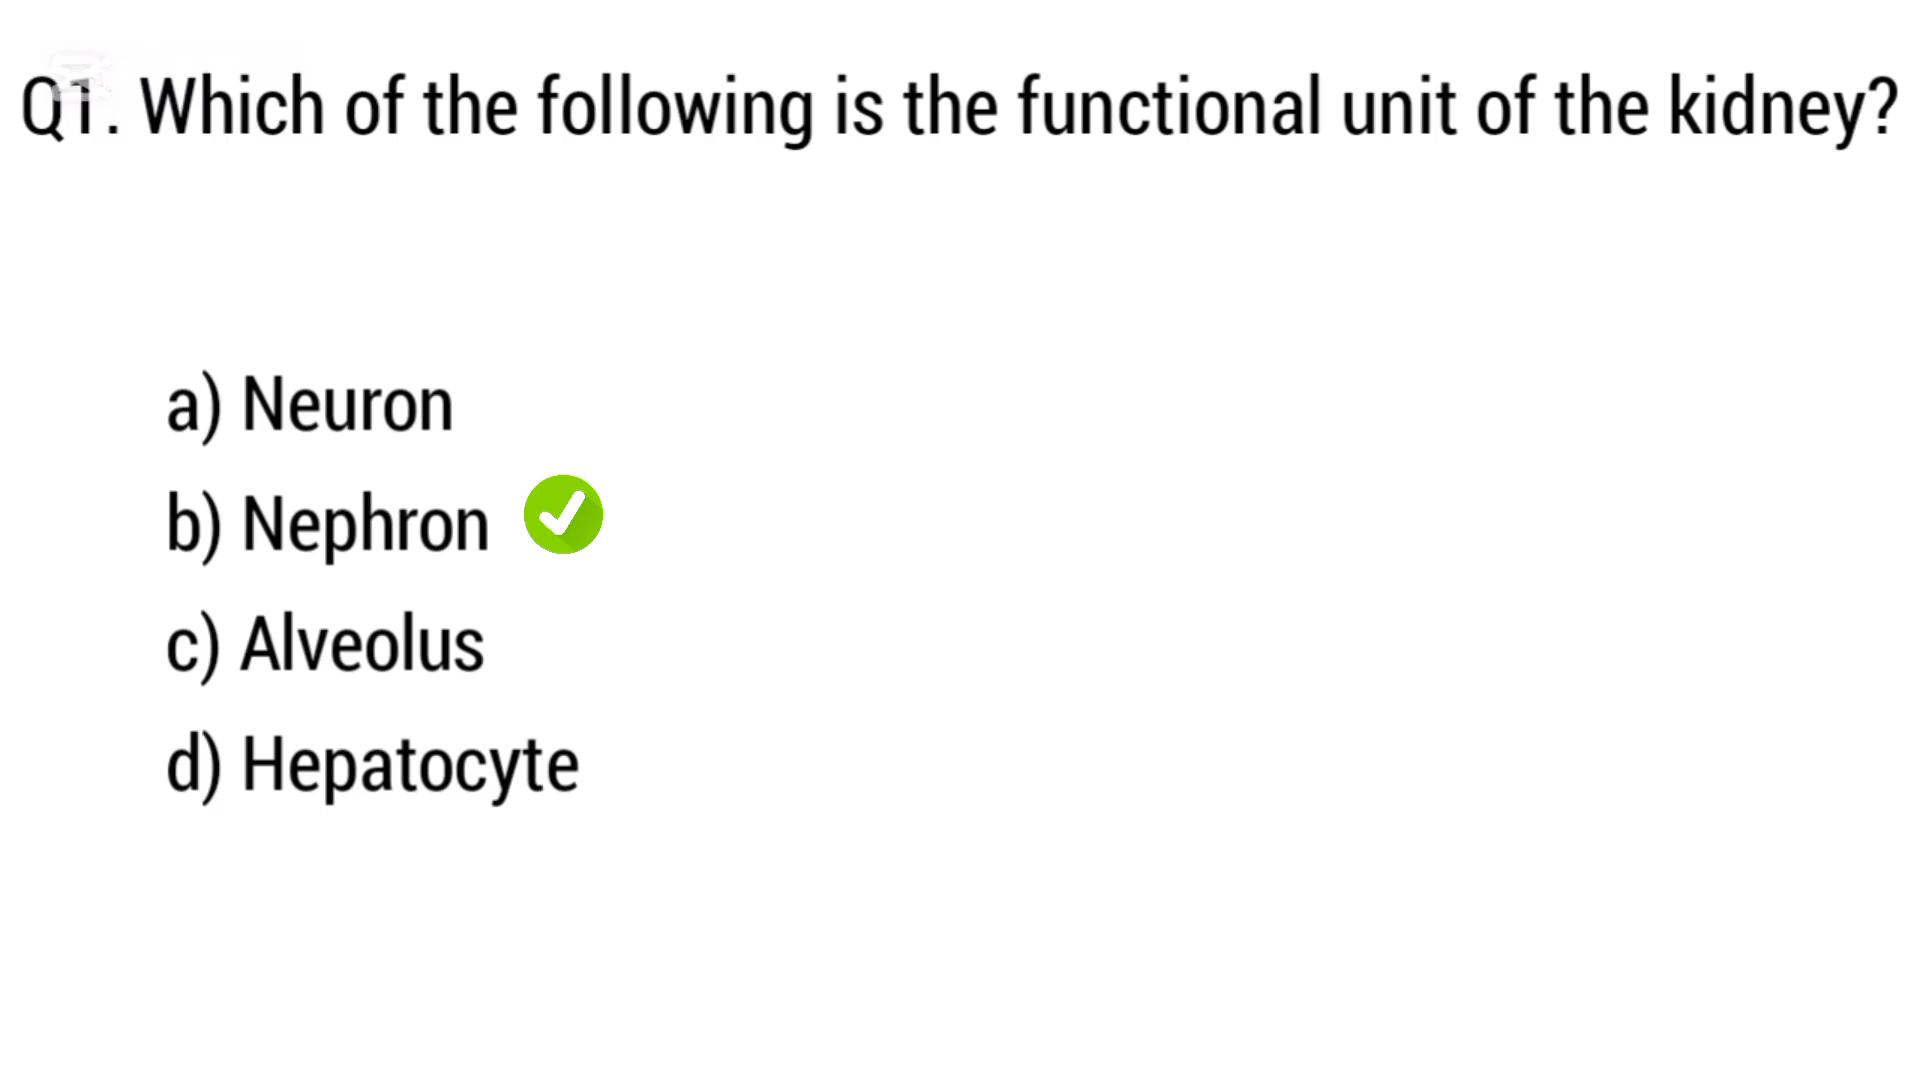 Q1. Which of the following is the functional unit of the kidney?
a) Neuron
b) Nephron
c) Alveolus
d) Hepatocyte